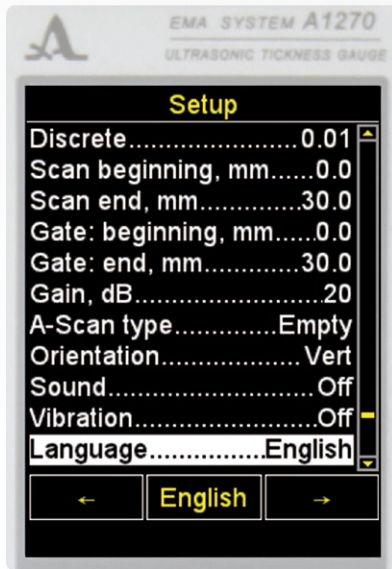 EMA SYSTEM A1270
ULTRASONIC TICKNESS GAUGE
Setup
Discrete........................0.01
Scan beginning, mm.....0.0
Scan end, mm..............30.0
Gate: beginning, mm......0.0
Gate: end, mm.............30.0
Gain, dB..........................20
A-Scan type..............Empty
Orientation.................. Vert
Sound........................... Off
Vibration.........................Off
Language................English
← English →